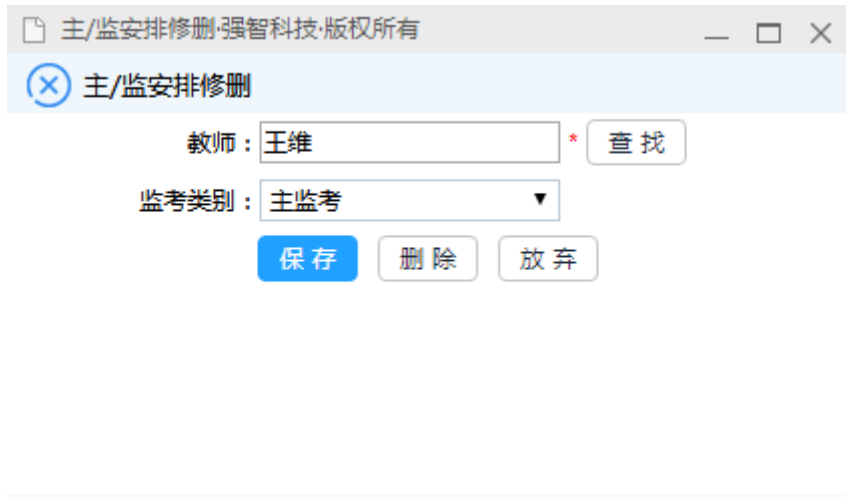 主/监安排修删·强智科技·版权所有
主/监安排修删
教师：王维 * 查 找
监考类别：主监考
保 存 删 除 放 弃